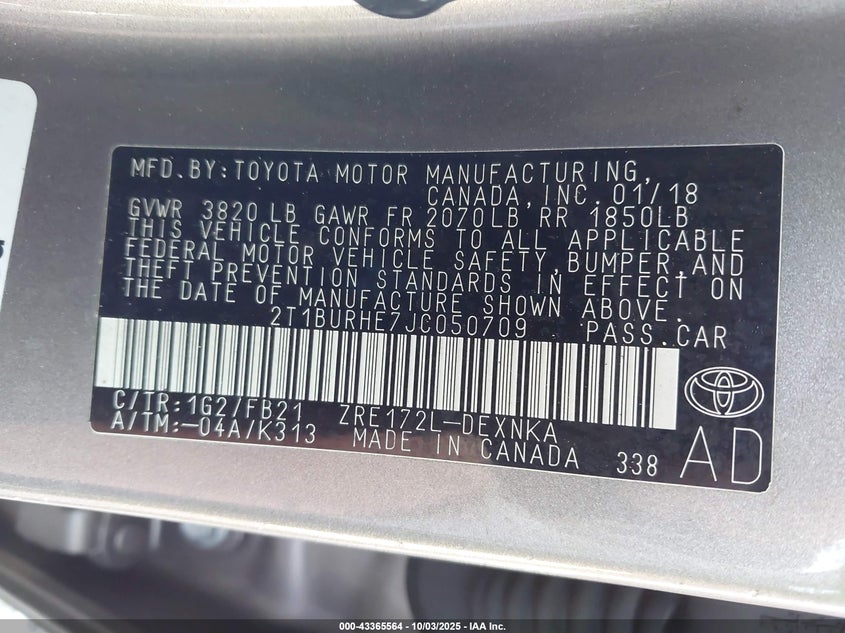 MFD.BY:TOYOTA MOTOR MANUFACTURING,
CANADA,INC. 01/18
GVWR 3820 LB GAWR FR 2070LB RR 1850LB
THIS VEHICLE CONFORMS TO ALL APPLICABLE
FEDERAL MOTOR VEHICLE SAFETY,BUMPER,AND
THEFT PREVENTION STANDARDS IN EFFECT ON
THE DATE OF MANUFACTURE SHOWN ABOVE.
2T1BURHE7JC050709 PASS.CAR
C/TR:1G2/FB21 ZRE172L-DEXNKA
A/TM:-04A/K313 MADE IN CANADA 338 AD
000-43365564 - 10/03/2025 - IAA Inc.